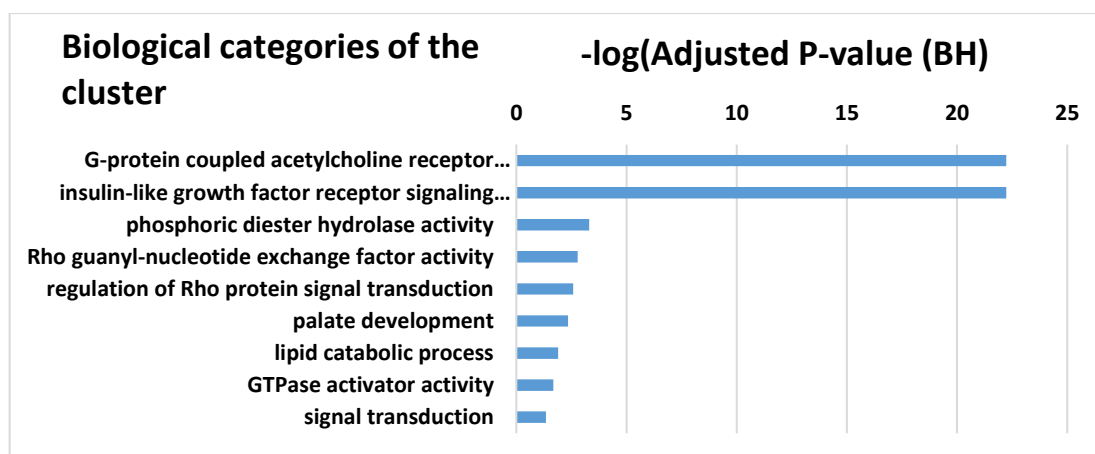 Biological categories of the
cluster
-log(Adjusted P-value (BH)
0 5 10 15 20 25
G-protein coupled acetylcholine receptor...
insulin-like growth factor receptor signaling...
phosphoric diester hydrolase activity
Rho guanyl-nucleotide exchange factor activity
regulation of Rho protein signal transduction
palate development
lipid catabolic process
GTPase activator activity
signal transduction